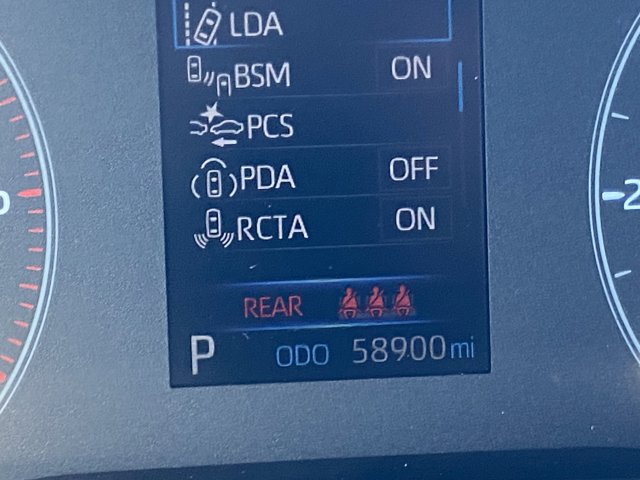 LDA
BSM ON
PCS
PDA OFF
RCTA ON
REAR
P ODO 58900 mi